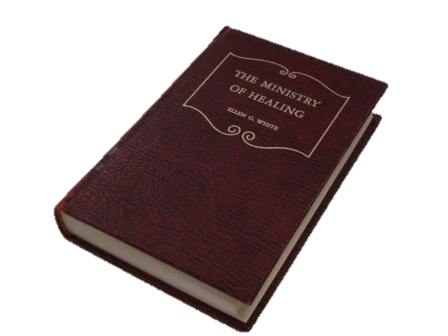 THE MINISTRY
OF HEALING
ELLEN G. WHITE